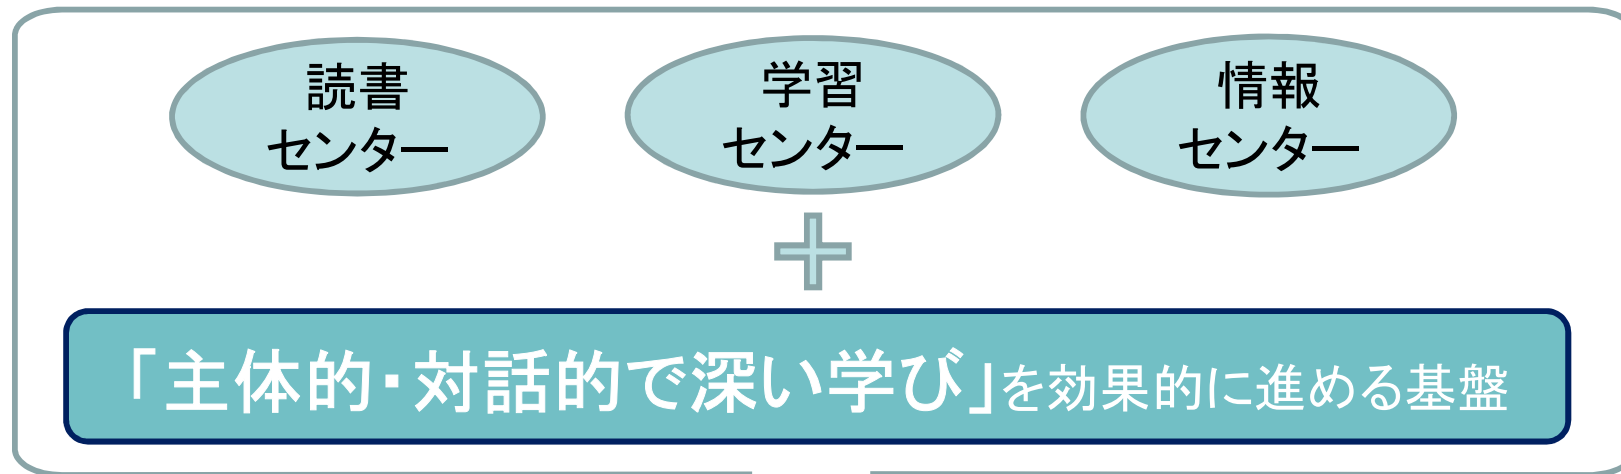 読書
センター
学習
センター
情報
センター
「主体的・対話的で深い学び」を効果的に進める基盤